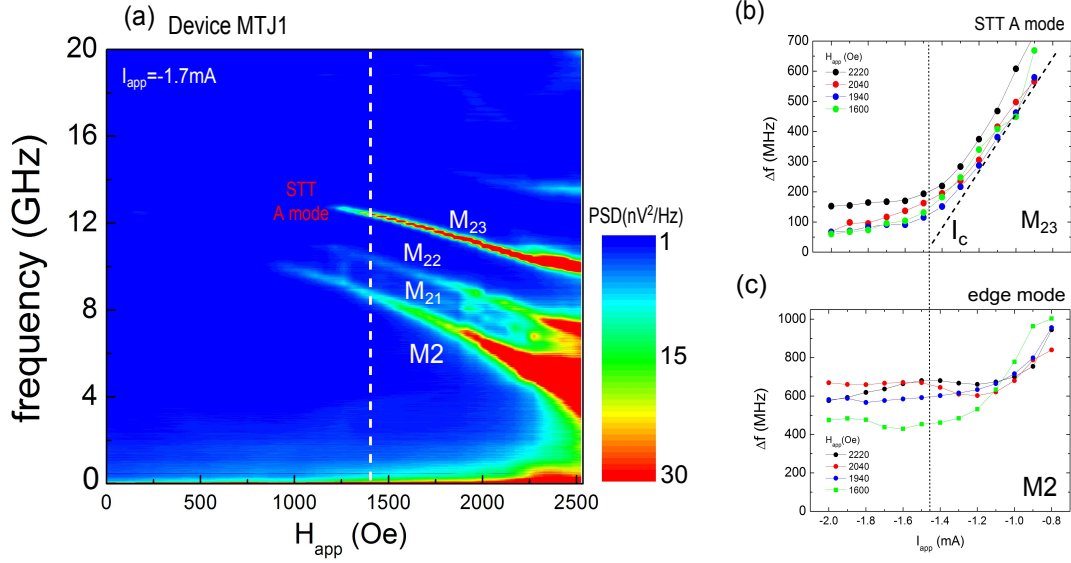 (a) Device MTJ1
I_app=-1.7mA
STT
A mode
M_23
M_22
M_21
M2
frequency (GHz)
20
16
12
8
4
0
0 500 1000 1500 2000 2500
H_app (Oe)
PSD(nV²/Hz)
1
15
30
(b) STT A mode
700
600
500
400
300
200
100
0
Δf (MHz)
H_app (Oe)
2220
2040
1940
1600
I_C
M_23
(c) edge mode
1000
800
600
400
200
0
Δf (MHz)
H_app (Oe)
2220
2040
1940
1600
M2
-2.0 -1.8 -1.6 -1.4 -1.2 -1.0 -0.8
I_app (mA)